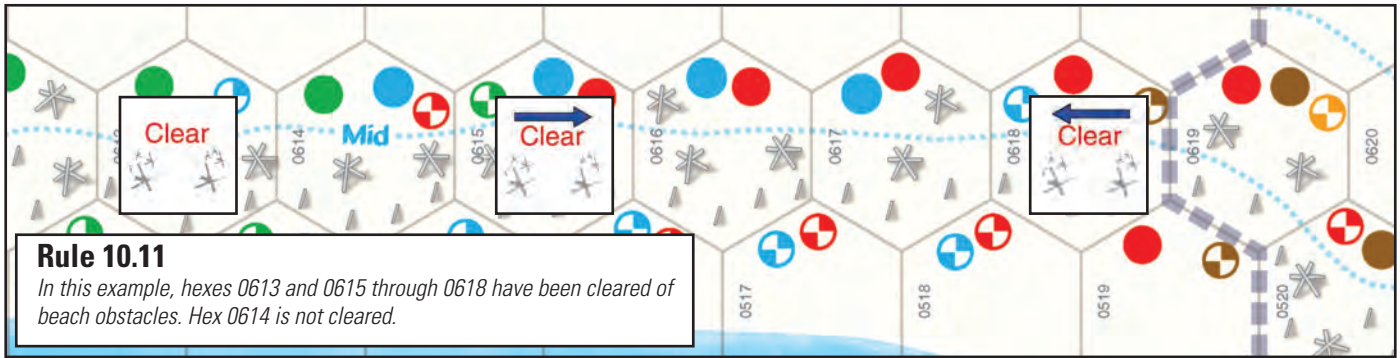 Clear
Clear
Clear
Mid
0614
0615
0616
0617
0618
0619
0620
Rule 10.11
In this example, hexes 0613 and 0615 through 0618 have been cleared of
beach obstacles. Hex 0614 is not cleared.
0517
0518
0519
0520